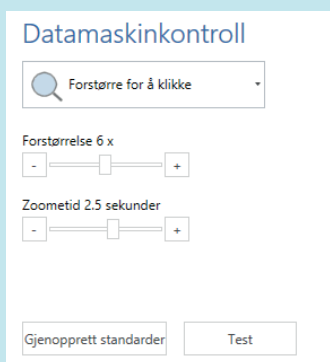 Datamaskinkontroll
Forstørre for å klikke
Forstørrelse 6 x
- +
Zoometid 2.5 sekunder
- +
Gjenopprett standarder Test